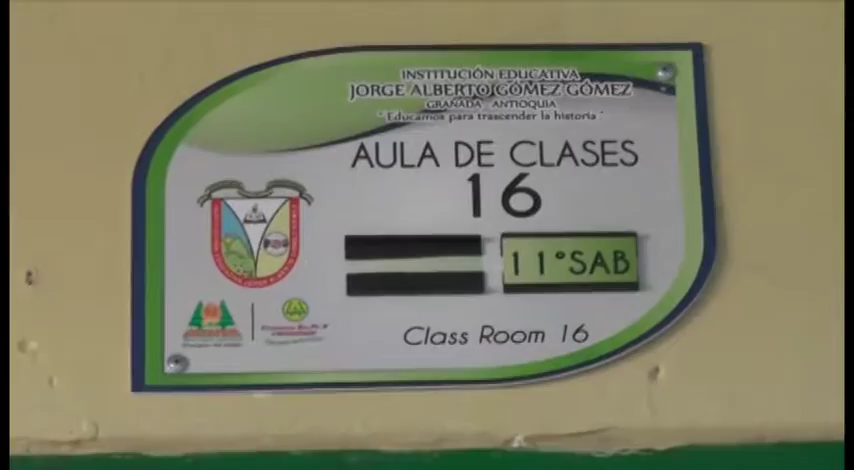 INSTITUCIÓN EDUCATIVA
JORGE ALBERTO GÓMEZ GÓMEZ
GRANADA ANTIOQUIA
"Educamos para trascender la historia"
AULA DE CLASES
16
11°SAB
Class Room 16